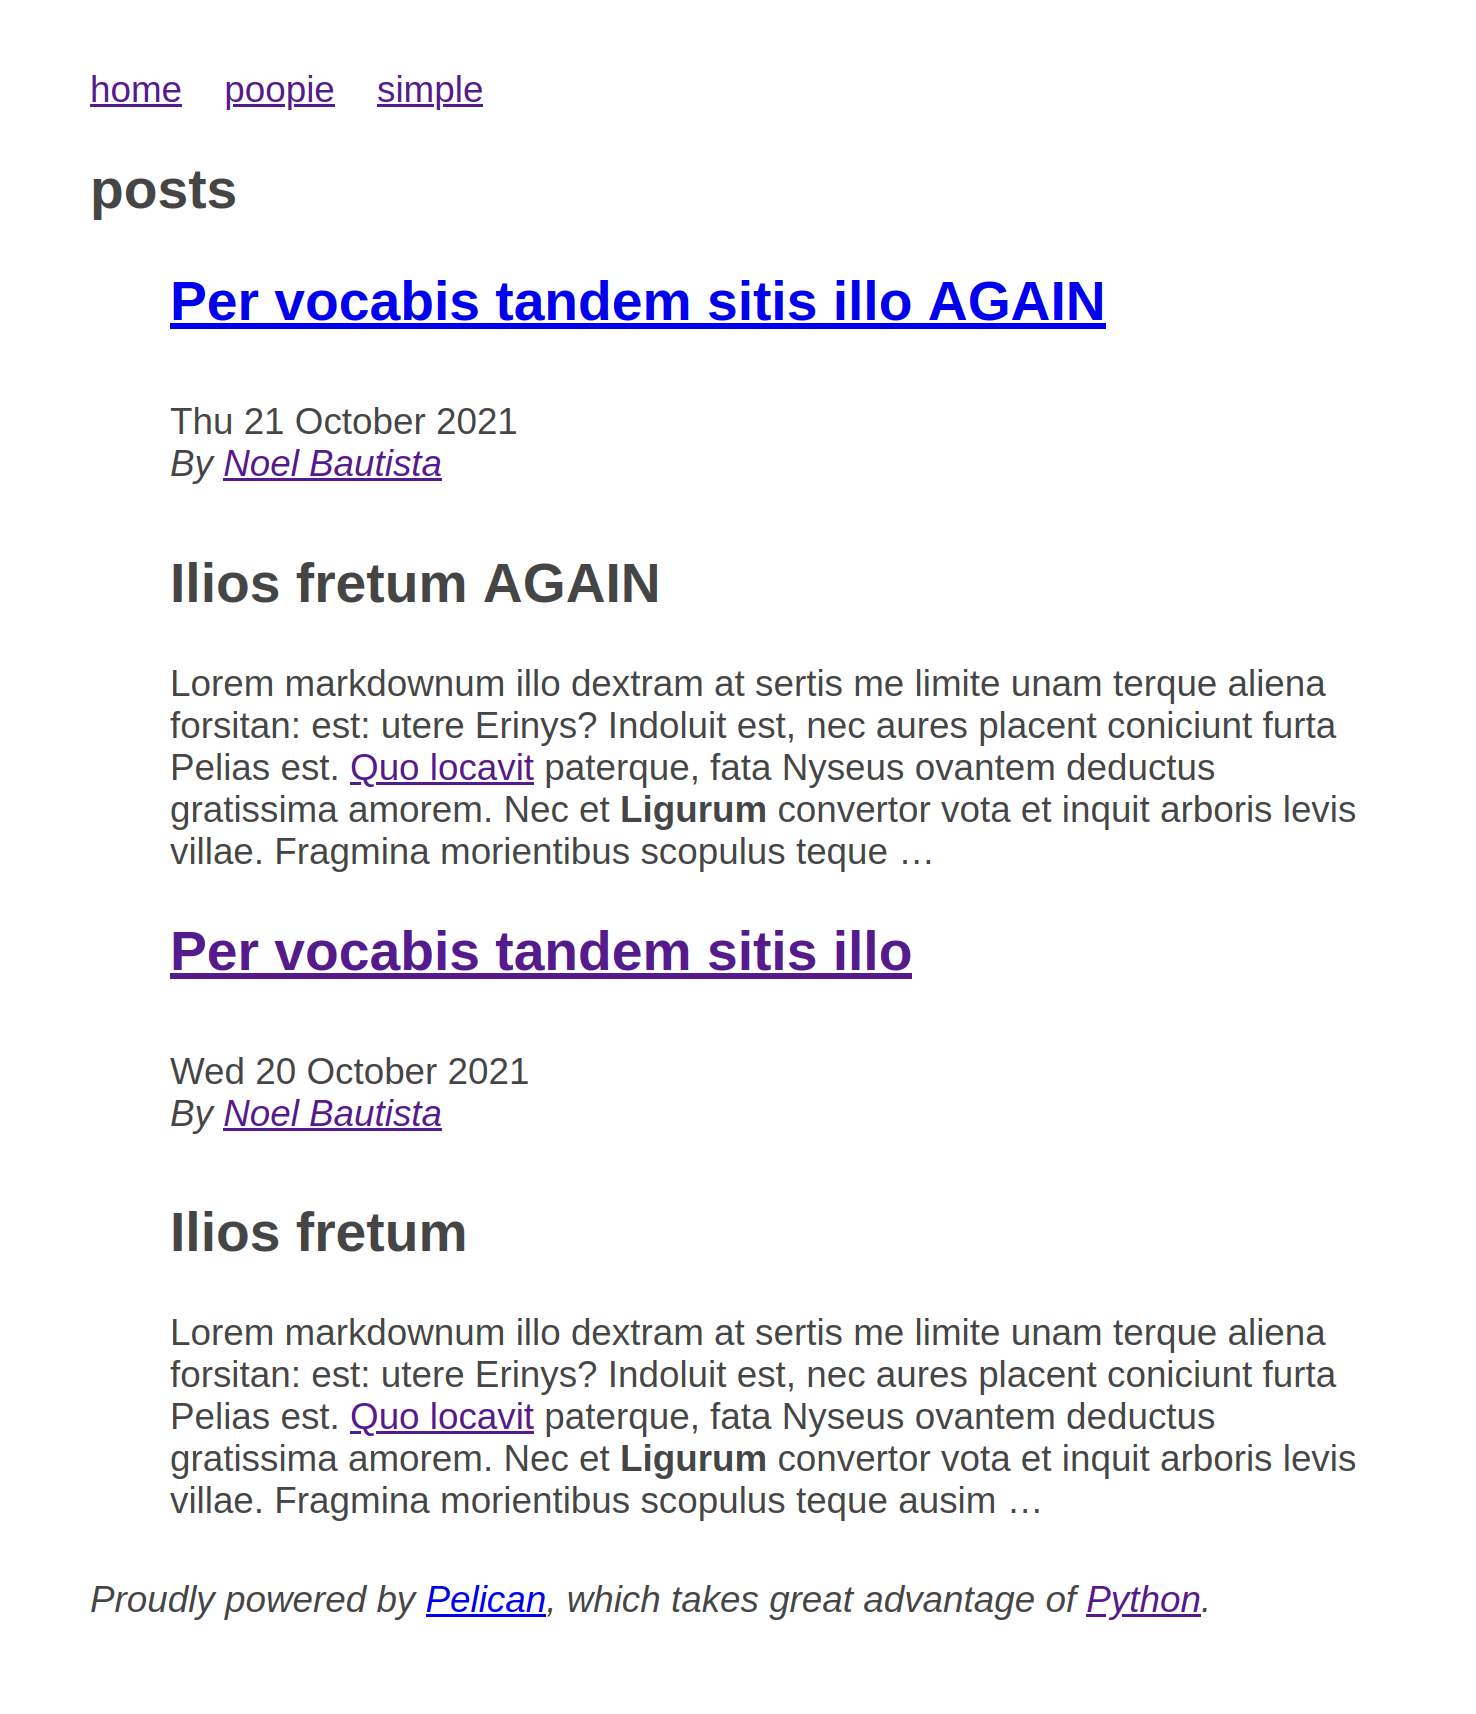 home poopie simple
posts
Per vocabis tandem sitis illo AGAIN
Thu 21 October 2021
By Noel Bautista
Ilios fretum AGAIN
Lorem markdownum illo dextram at sertis me limite unam terque aliena
forsitan: est: utere Erinys? Indoluit est, nec aures placent coniciunt furta
Pelias est. Quo locavit paterque, fata Nyseus ovantem deductus
gratissima amorem. Nec et Ligurum convertor vota et inquit arboris levis
villae. Fragmina morientibus scopulus teque …
Per vocabis tandem sitis illo
Wed 20 October 2021
By Noel Bautista
Ilios fretum
Lorem markdownum illo dextram at sertis me limite unam terque aliena
forsitan: est: utere Erinys? Indoluit est, nec aures placent coniciunt furta
Pelias est. Quo locavit paterque, fata Nyseus ovantem deductus
gratissima amorem. Nec et Ligurum convertor vota et inquit arboris levis
villae. Fragmina morientibus scopulus teque ausim …
Proudly powered by Pelican, which takes great advantage of Python.